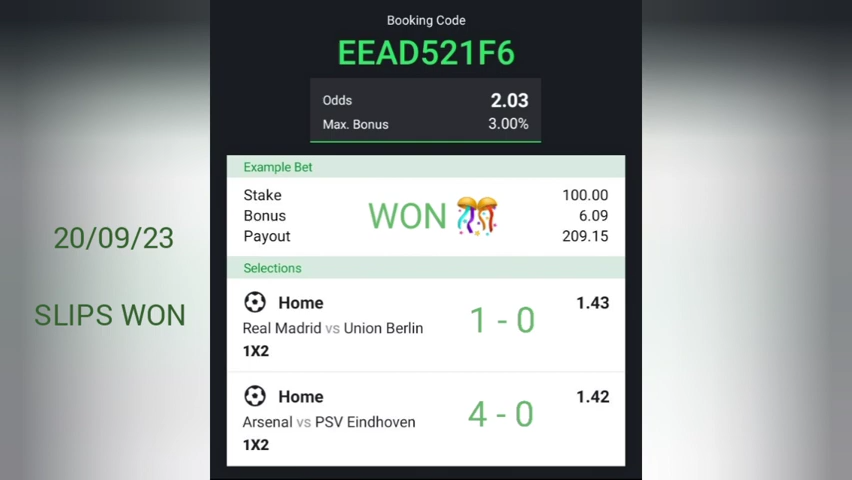 Booking Code
EEAD521F6
Odds 2.03
Max. Bonus 3.00%
Example Bet
Stake 100.00
Bonus 6.09
Payout 209.15
WON
Selections
Home 1.43
Real Madrid vs Union Berlin
1X2
1 - 0
Home 1.42
Arsenal vs PSV Eindhoven
1X2
4 - 0
20/09/23
SLIPS WON